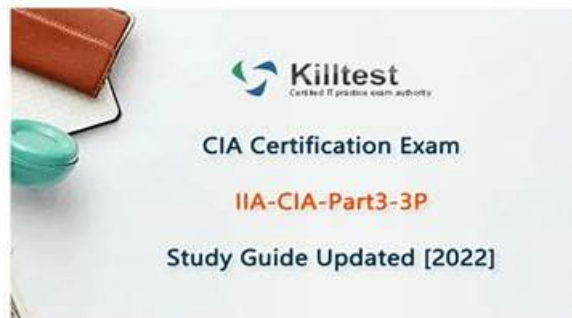 Killtest
Certified IT practice exam authority
CIA Certification Exam
IIA-CIA-Part3-3P
Study Guide Updated [2022]